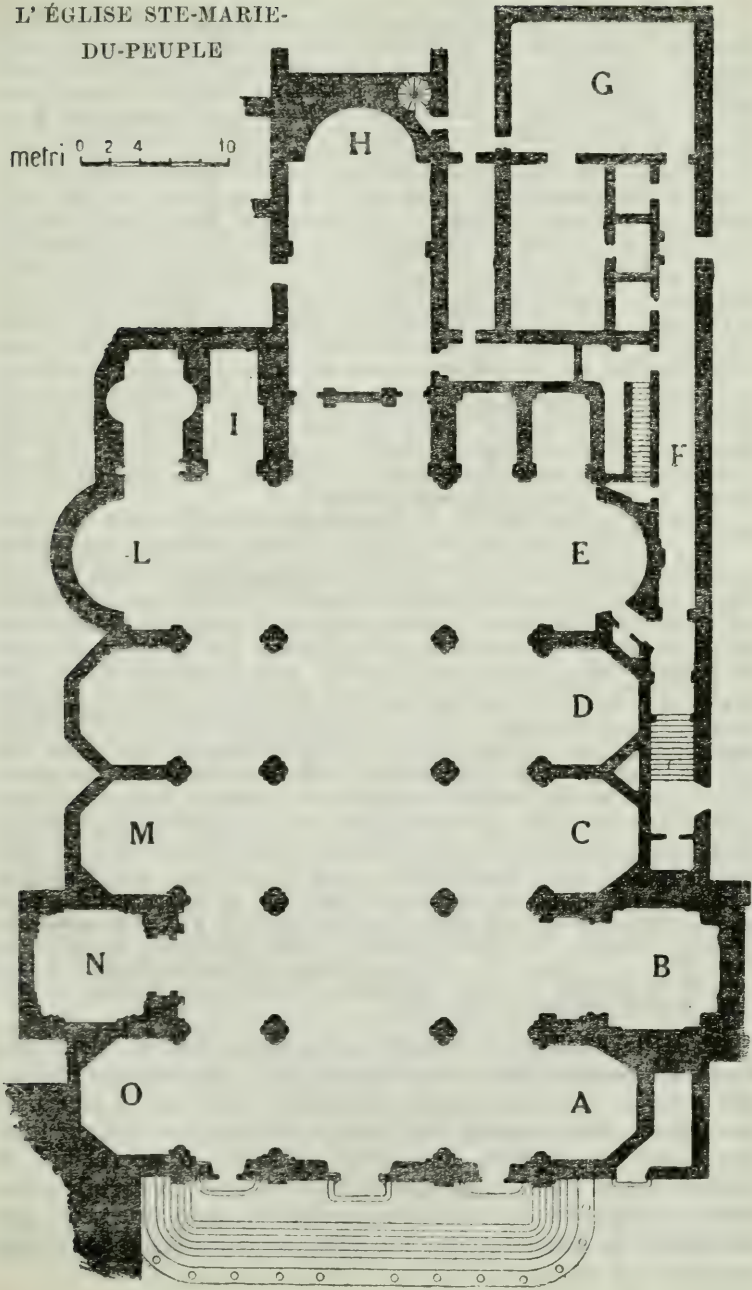 L' ÉGLISE STE-MARIE-
DU-PEUPLE
metri 0 2 4 10
G
H
I
F
L E
D
M C
N B
O A